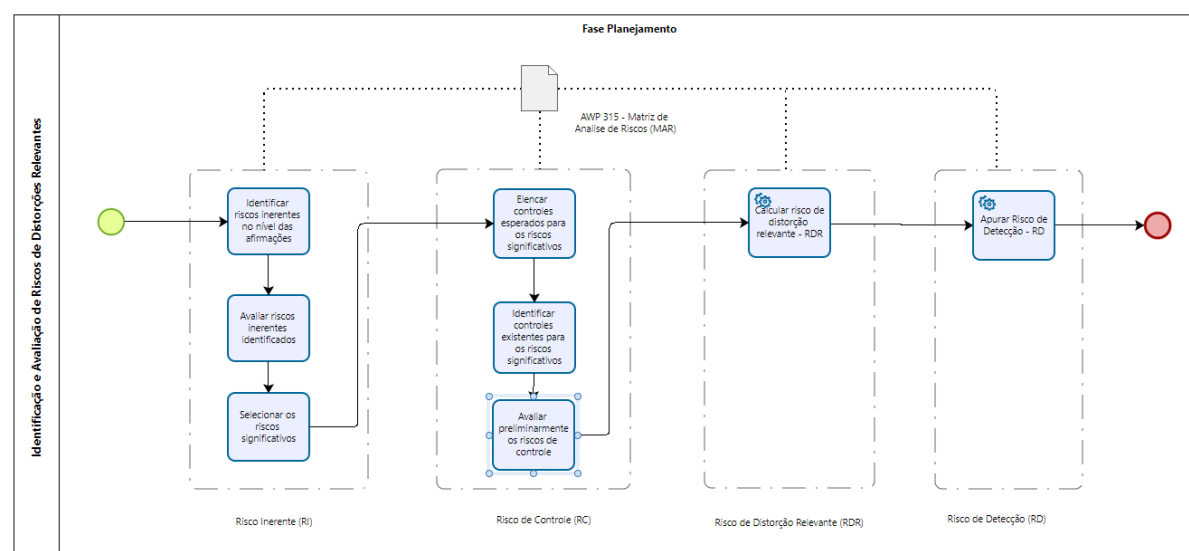 Fase Planejamento
Identificação e Avaliação de Riscos de Distorções Relevantes
AWP 315 - Matriz de
Analise de Riscos (MAR)
Identificar
riscos inerentes
no nível das
afirmações
Avaliar riscos
inerentes
identificados
Selecionar os
riscos
significativos
Risco Inerente (RI)
Elencar
controles
esperados para
os riscos
significativos
Identificar
controles
existentes para
os riscos
significativos
Avaliar
preliminarmente
os riscos de
controle
Risco de Controle (RC)
Calcular risco de
distorção
relevante - RDR
Risco de Distorção Relevante (RDR)
Apurar Risco de
Detecção - RD
Risco de Detecção (RD)